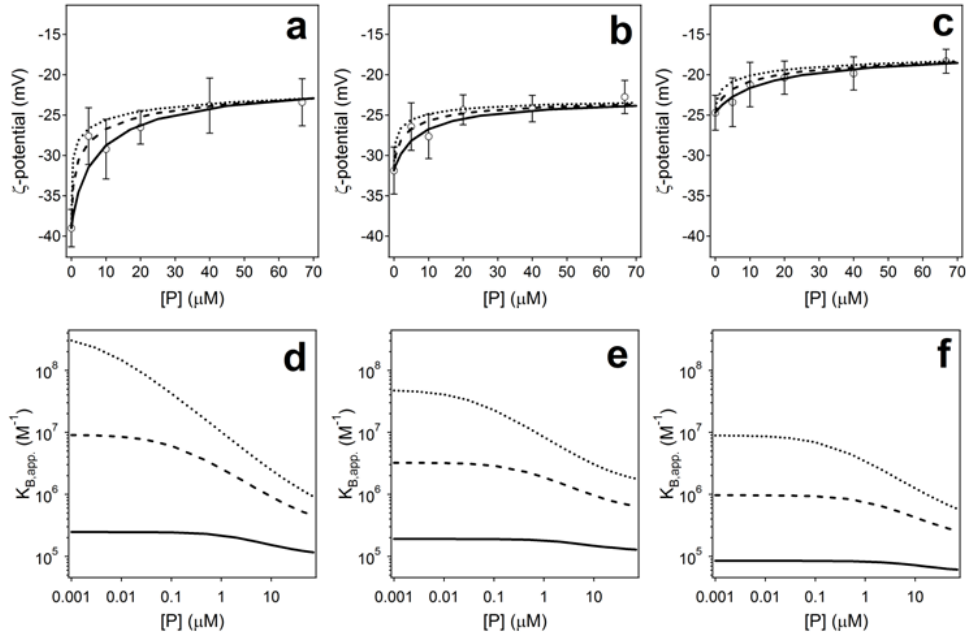 a
b
c
-15
-20
-25
-30
-35
-40
ζ-potential (mV)
0 10 20 30 40 50 60 70
[P] (μM)
-15
-20
-25
-30
-35
-40
ζ-potential (mV)
0 10 20 30 40 50 60 70
[P] (μM)
-15
-20
-25
-30
-35
-40
ζ-potential (mV)
0 10 20 30 40 50 60 70
[P] (μM)
d
e
f
10^8
10^7
10^6
10^5
K_B,app. (M^-1)
0.001 0.01 0.1 1 10
[P] (μM)
10^8
10^7
10^6
10^5
K_B,app. (M^-1)
0.001 0.01 0.1 1 10
[P] (μM)
10^8
10^7
10^6
10^5
K_B,app. (M^-1)
0.001 0.01 0.1 1 10
[P] (μM)